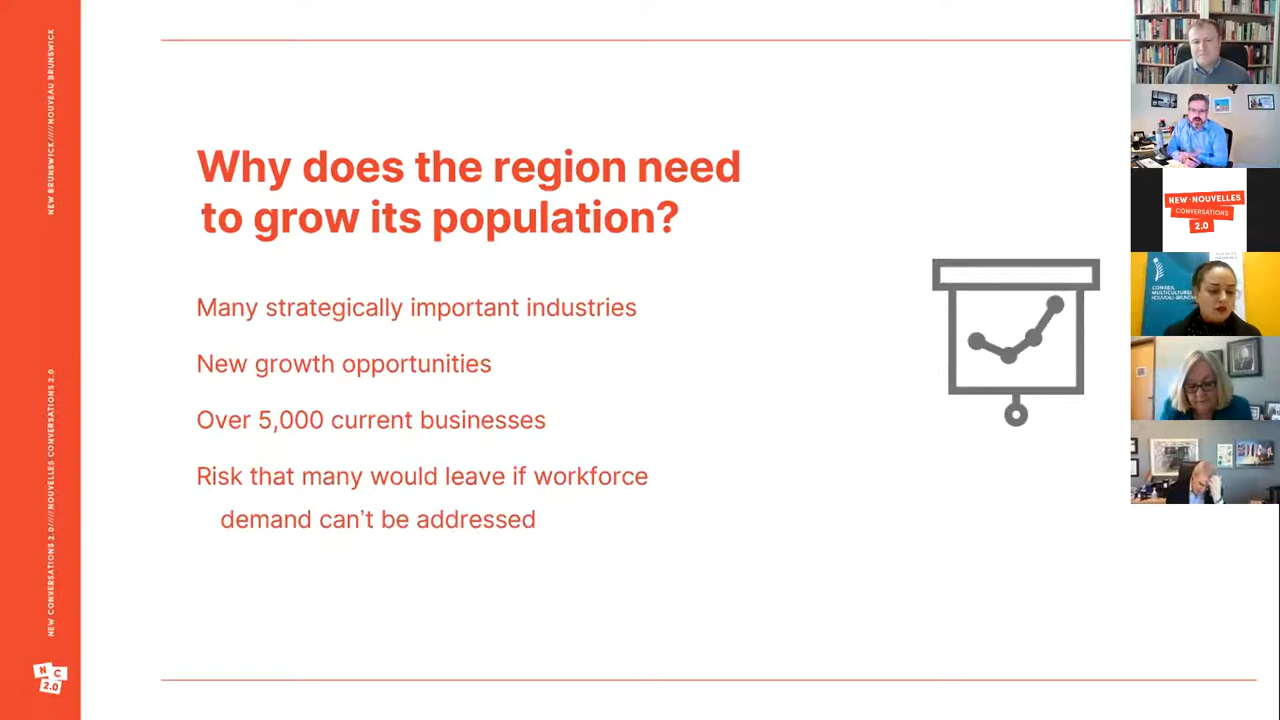 Why does the region need
to grow its population?
Many strategically important industries
New growth opportunities
Over 5,000 current businesses
Risk that many would leave if workforce
demand can't be addressed
NEW BRUNSWICK////NOUVEAU BRUNSWICK
NEW CONVERSATIONS 2.0////NOUVELLES CONVERSATIONS 2.0
N C
2.0
NEW • NOUVELLES
CONVERSATIONS
2.0
CONSEIL
MULTICULTUREL